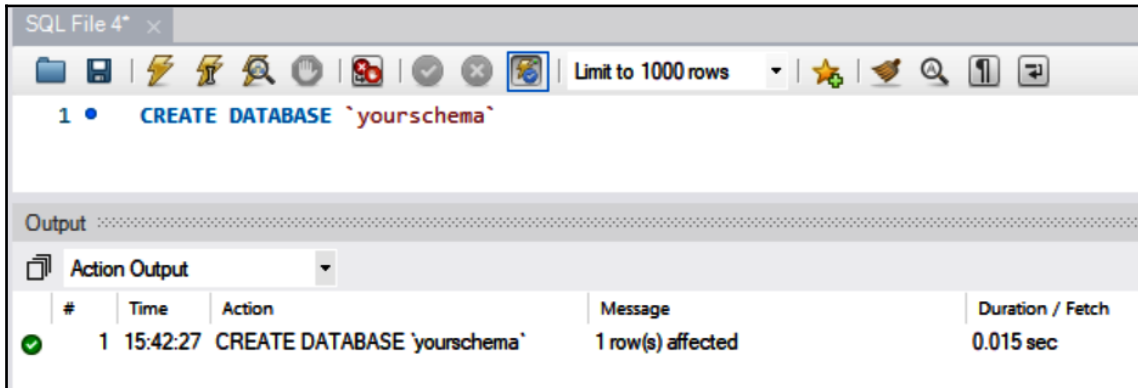 SQL File 4*
Limit to 1000 rows
1 CREATE DATABASE `yourschema`
Output
Action Output
# Time Action Message Duration / Fetch
1 15:42:27 CREATE DATABASE `yourschema` 1 row(s) affected 0.015 sec